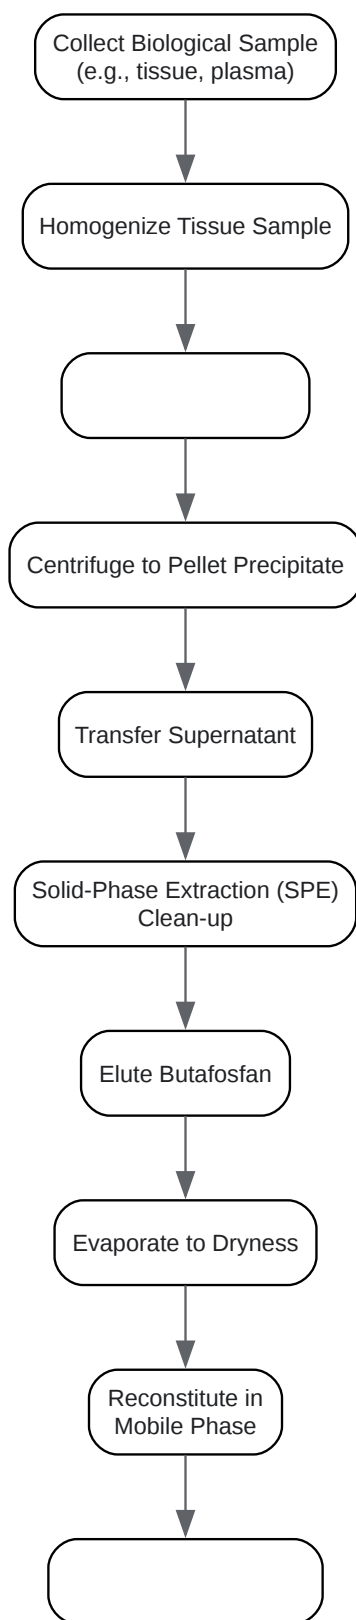 Collect Biological Sample
(e.g., tissue, plasma)
Homogenize Tissue Sample
Centrifuge to Pellet Precipitate
Transfer Supernatant
Solid-Phase Extraction (SPE)
Clean-up
Elute Butafosfan
Evaporate to Dryness
Reconstitute in
Mobile Phase